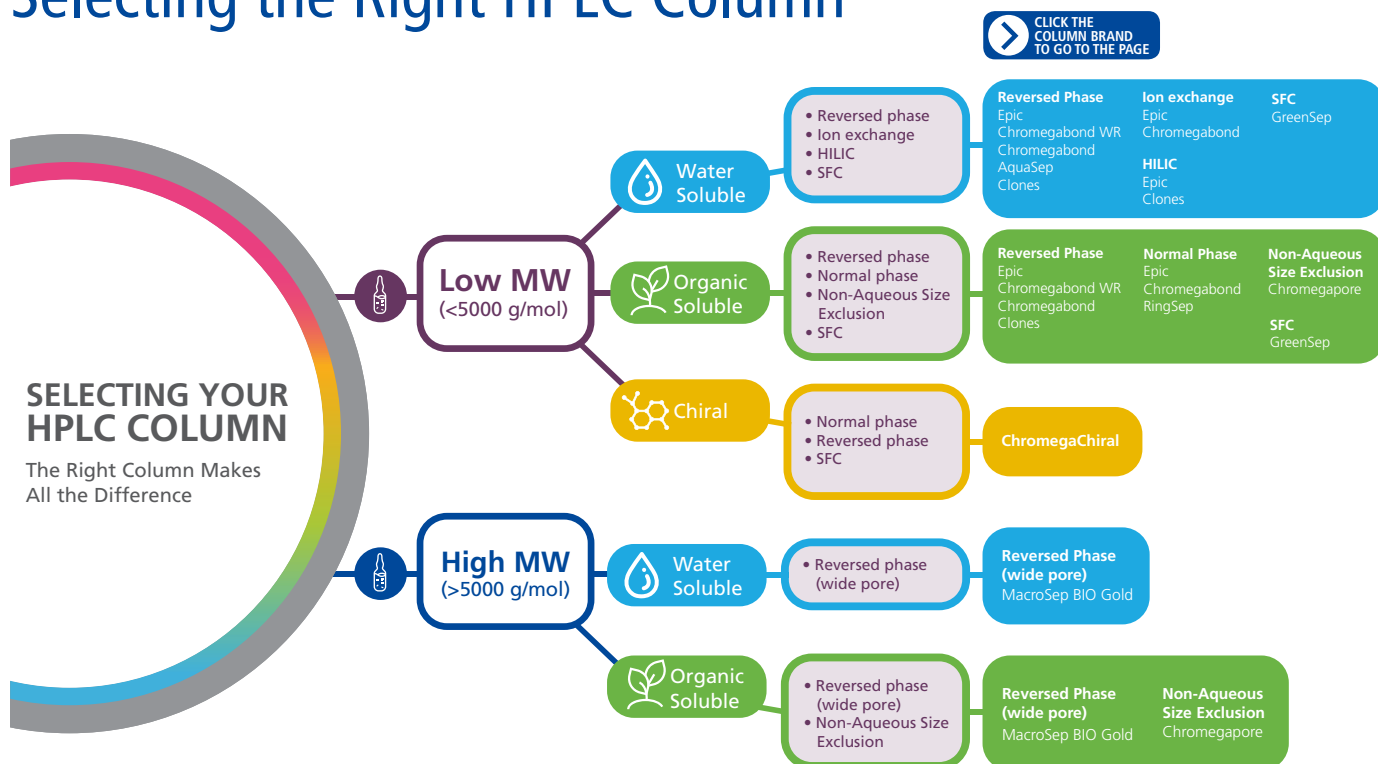 Selecting the Right HPLC Column
CLICK THE
COLUMN BRAND
TO GO TO THE PAGE
SELECTING YOUR
HPLC COLUMN
The Right Column Makes
All the Difference
Low MW
(<5000 g/mol)
Water
Soluble
• Reversed phase
• Ion exchange
• HILIC
• SFC
Reversed Phase
Epic
Chromegabond WR
Chromegabond
AquaSep
Clones
Ion exchange
Epic
Chromegabond
HILIC
Epic
Clones
SFC
GreenSep
Organic
Soluble
• Reversed phase
• Normal phase
• Non-Aqueous Size
Exclusion
• SFC
Reversed Phase
Epic
Chromegabond WR
Chromegabond
Clones
Normal Phase
Epic
Chromegabond
RingSep
Non-Aqueous
Size Exclusion
Chromegapore
SFC
GreenSep
Chiral
• Normal phase
• Reversed phase
• SFC
ChromegaChiral
High MW
(>5000 g/mol)
Water
Soluble
• Reversed phase
(wide pore)
Reversed Phase
(wide pore)
MacroSep BIO Gold
Organic
Soluble
• Reversed phase
(wide pore)
• Non-Aqueous Size
Exclusion
Reversed Phase
(wide pore)
MacroSep BIO Gold
Non-Aqueous
Size Exclusion
Chromegapore